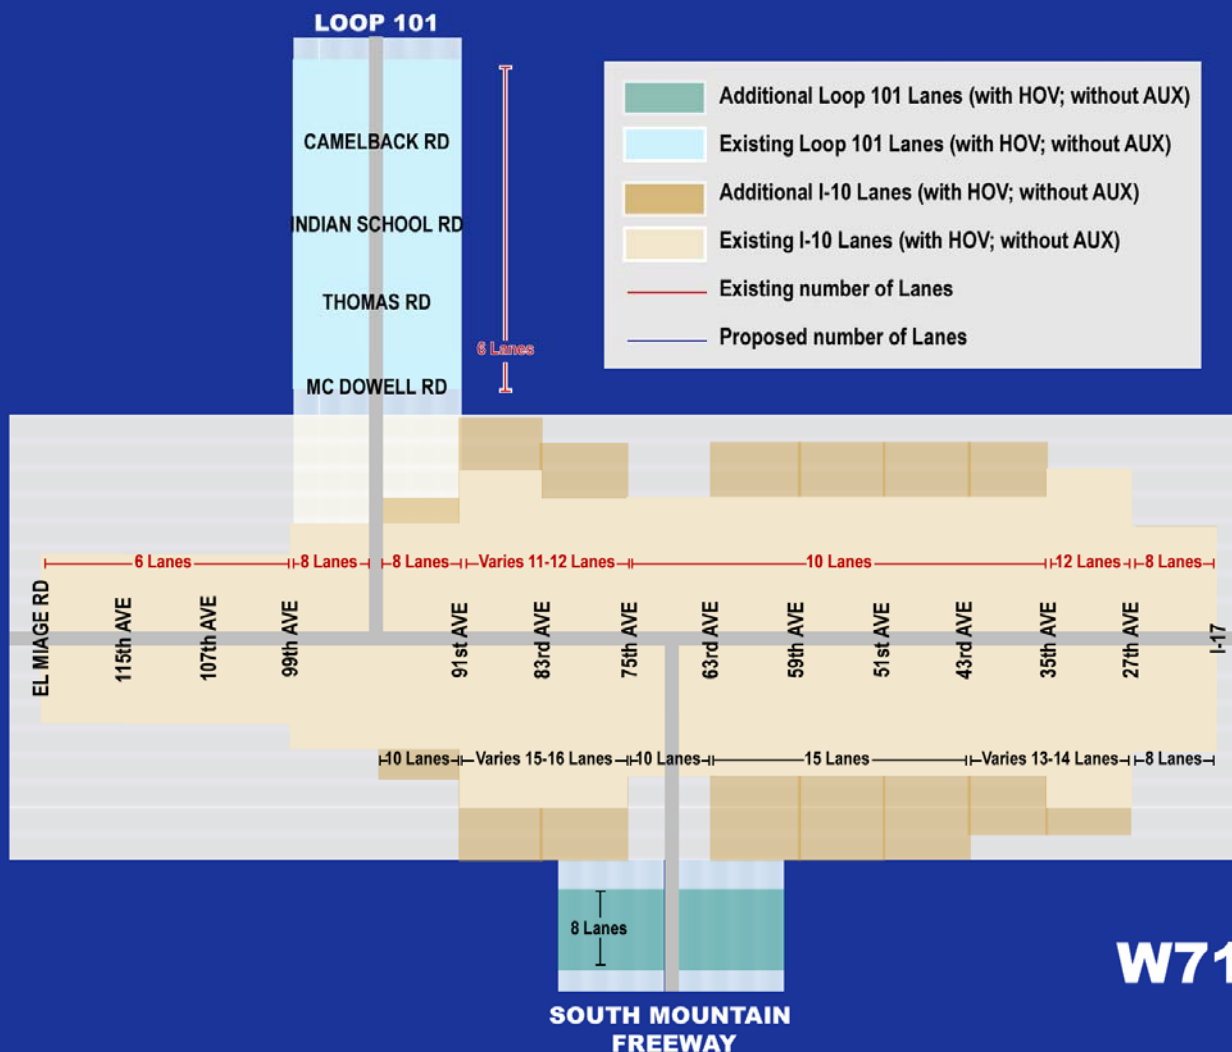 LOOP 101
CAMELBACK RD
INDIAN SCHOOL RD
THOMAS RD
MC DOWELL RD
6 Lanes
Additional Loop 101 Lanes (with HOV; without AUX)
Existing Loop 101 Lanes (with HOV; without AUX)
Additional I-10 Lanes (with HOV; without AUX)
Existing I-10 Lanes (with HOV; without AUX)
Existing number of Lanes
Proposed number of Lanes
6 Lanes
8 Lanes
8 Lanes
Varies 11-12 Lanes
10 Lanes
12 Lanes
8 Lanes
EL MIAGE RD
115th AVE
107th AVE
99th AVE
91st AVE
83rd AVE
75th AVE
63rd AVE
59th AVE
51st AVE
43rd AVE
35th AVE
27th AVE
I-17
10 Lanes
Varies 15-16 Lanes
10 Lanes
15 Lanes
Varies 13-14 Lanes
8 Lanes
8 Lanes
W71
SOUTH MOUNTAIN
FREEWAY